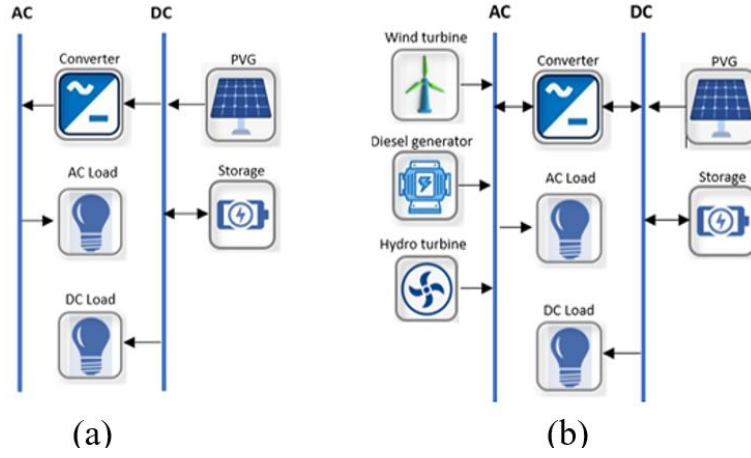 AC DC
Converter PVG
AC Load Storage
DC Load
(a)
AC DC
Wind turbine Converter PVG
Diesel generator AC Load Storage
Hydro turbine
DC Load
(b)